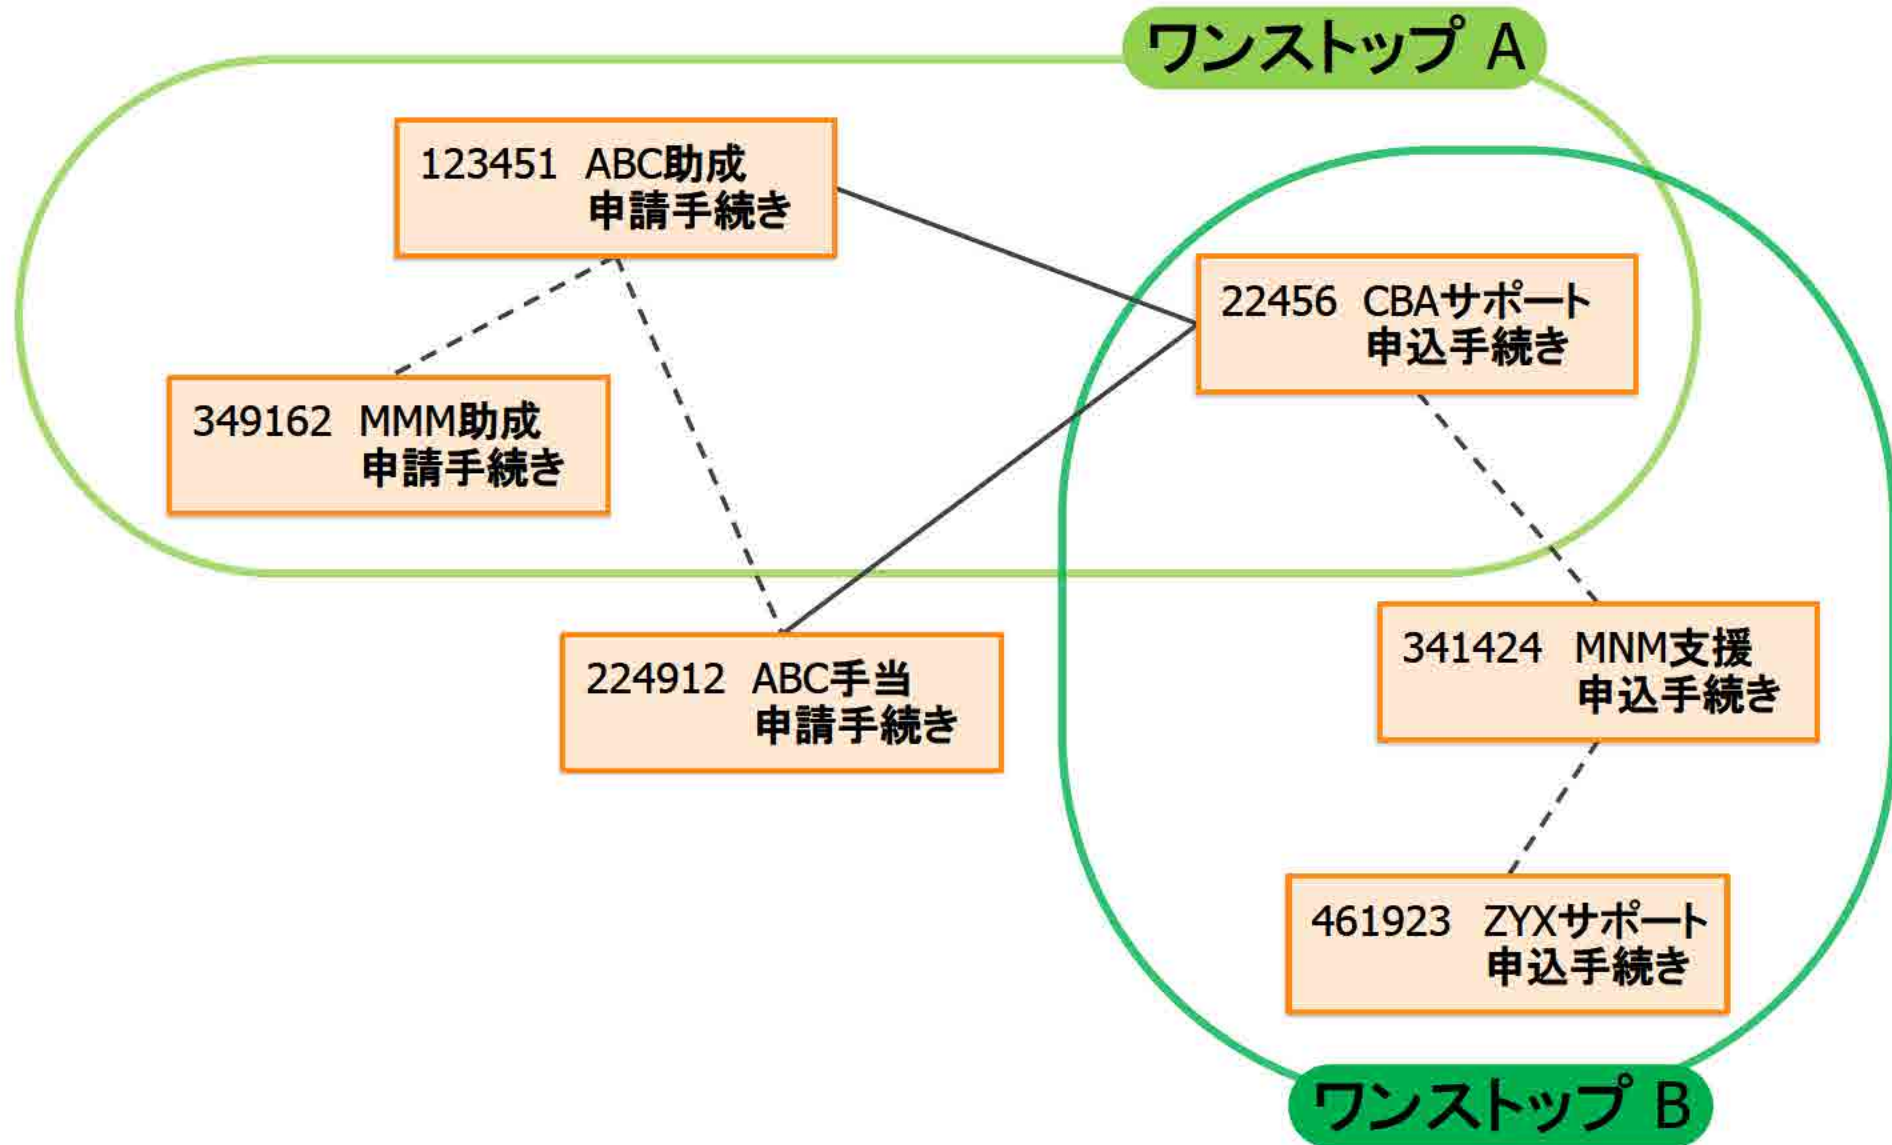 ワンストップ A
123451 ABC助成
申請手続き
22456 CBAサポート
申込手続き
349162 MMM助成
申請手続き
224912 ABC手当
申請手続き
341424 MNM支援
申込手続き
461923 ZYXサポート
申込手続き
ワンストップ B